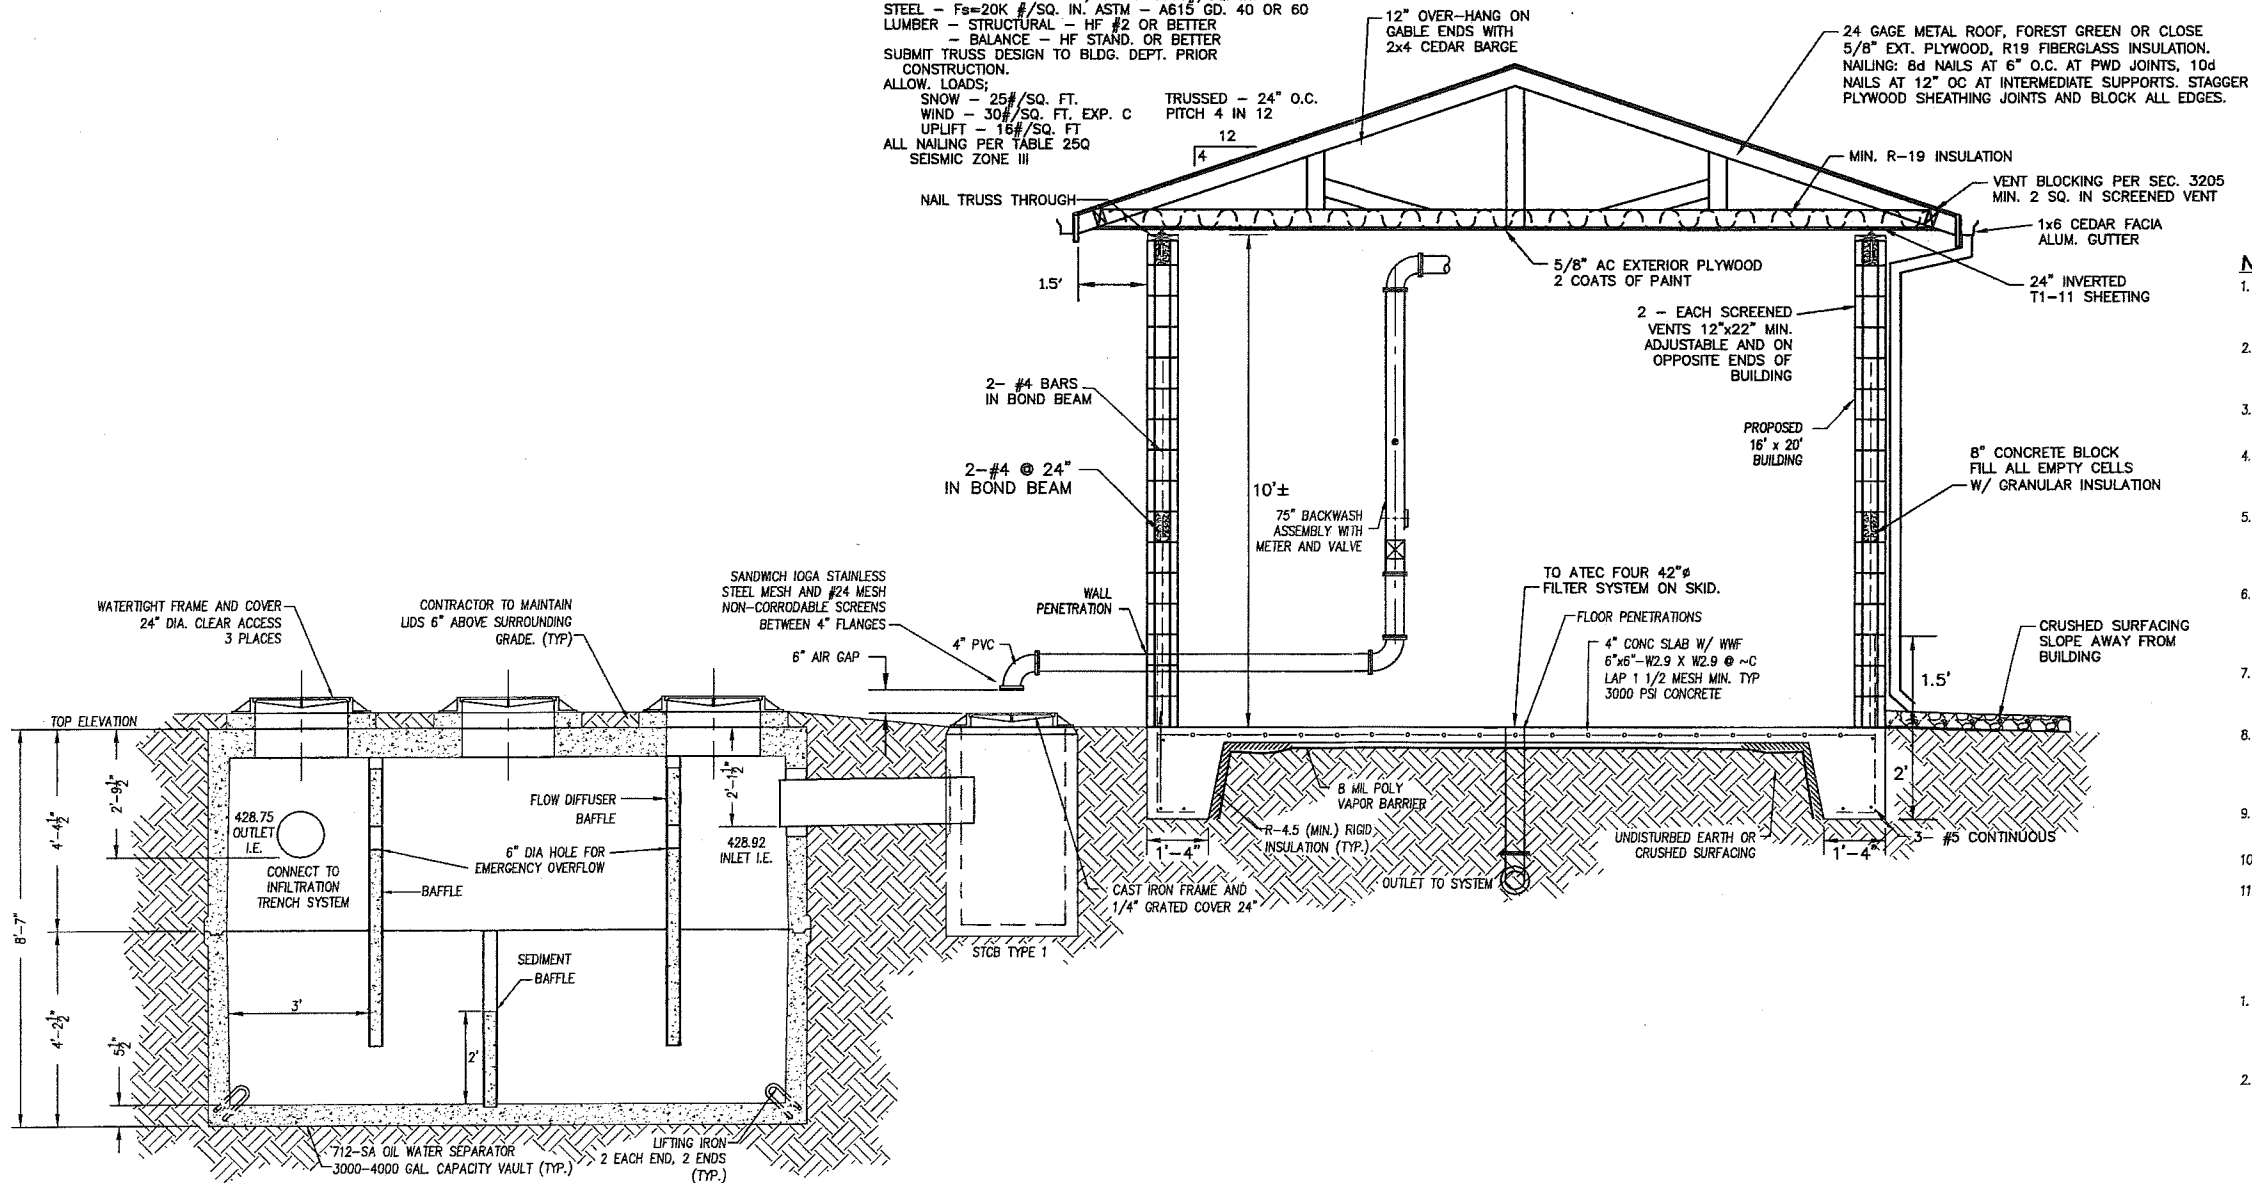 STEEL - Fs=20K #/SQ. IN. ASTM - A615 GD. 40 OR 60
LUMBER - STRUCTURAL - HF #2 OR BETTER
- BALANCE - HF STAND. OR BETTER
SUBMIT TRUSS DESIGN TO BLDG. DEPT. PRIOR
CONSTRUCTION.
ALLOW. LOADS;
SNOW - 25#/SQ. FT.
WIND - 30#/SQ. FT. EXP. C
UPLIFT - 16#/SQ. FT
ALL NAILING PER TABLE 25Q
SEISMIC ZONE III
TRUSSED - 24" O.C.
PITCH 4 IN 12
12
4
12" OVER-HANG ON
GABLE ENDS WITH
2x4 CEDAR BARGE
24 GAGE METAL ROOF, FOREST GREEN OR CLOSE
5/8" EXT. PLYWOOD, R19 FIBERGLASS INSULATION.
NAILING: 8d NAILS AT 6" O.C. AT PWD JOINTS, 10d
NAILS AT 12" OC AT INTERMEDIATE SUPPORTS. STAGGER
PLYWOOD SHEATHING JOINTS AND BLOCK ALL EDGES.
MIN. R-19 INSULATION
VENT BLOCKING PER SEC. 3205
MIN. 2 SQ. IN SCREENED VENT
1x6 CEDAR FACIA
ALUM. GUTTER
24" INVERTED
T1-11 SHEETING
NAIL TRUSS THROUGH
1.5'
5/8" AC EXTERIOR PLYWOOD
2 COATS OF PAINT
2 - EACH SCREENED
VENTS 12"x22" MIN.
ADJUSTABLE AND ON
OPPOSITE ENDS OF
BUILDING
PROPOSED
16' x 20'
BUILDING
8" CONCRETE BLOCK
FILL ALL EMPTY CELLS
W/ GRANULAR INSULATION
2- #4 BARS
IN BOND BEAM
2-#4 @ 24"
IN BOND BEAM
10'±
75" BACKWASH
ASSEMBLY WITH
METER AND VALVE
TO ATEC FOUR 42"ø
FILTER SYSTEM ON SKID.
FLOOR PENETRATIONS
4" CONC SLAB W/ WWF
6"x6"-W2.9 X W2.9 @ ~C
LAP 1 1/2 MESH MIN. TYP
3000 PSI CONCRETE
CRUSHED SURFACING
SLOPE AWAY FROM
BUILDING
1.5'
2'
WATERTIGHT FRAME AND COVER
24" DIA. CLEAR ACCESS
3 PLACES
CONTRACTOR TO MAINTAIN
LIDS 6" ABOVE SURROUNDING
GRADE. (TYP)
SANDWICH IOGA STAINLESS
STEEL MESH AND #24 MESH
NON-CORRODABLE SCREENS
BETWEEN 4" FLANGES
WALL
PENETRATION
4" PVC
6" AIR GAP
TOP ELEVATION
2'-9½"
4'-4½"
8'-7"
4'-2½"
5½"
2'-1½"
428.75
OUTLET
I.E.
CONNECT TO
INFILTRATION
TRENCH SYSTEM
FLOW DIFFUSER
BAFFLE
6" DIA HOLE FOR
EMERGENCY OVERFLOW
BAFFLE
428.92
INLET I.E.
SEDIMENT
BAFFLE
3'
2'
CAST IRON FRAME AND
1/4" GRATED COVER 24"
STCB TYPE 1
8 MIL POLY
VAPOR BARRIER
R-4.5 (MIN.) RIGID
INSULATION (TYP.)
1'-4"
OUTLET TO SYSTEM
UNDISTURBED EARTH OR
CRUSHED SURFACING
1'-4"
3- #5 CONTINUOUS
712-SA OIL WATER SEPARATOR
3000-4000 GAL. CAPACITY VAULT (TYP.)
LIFTING IRON
2 EACH END, 2 ENDS
(TYP.)
1.
2.
3.
4.
5.
6.
7.
8.
9.
10
11
1.
2.